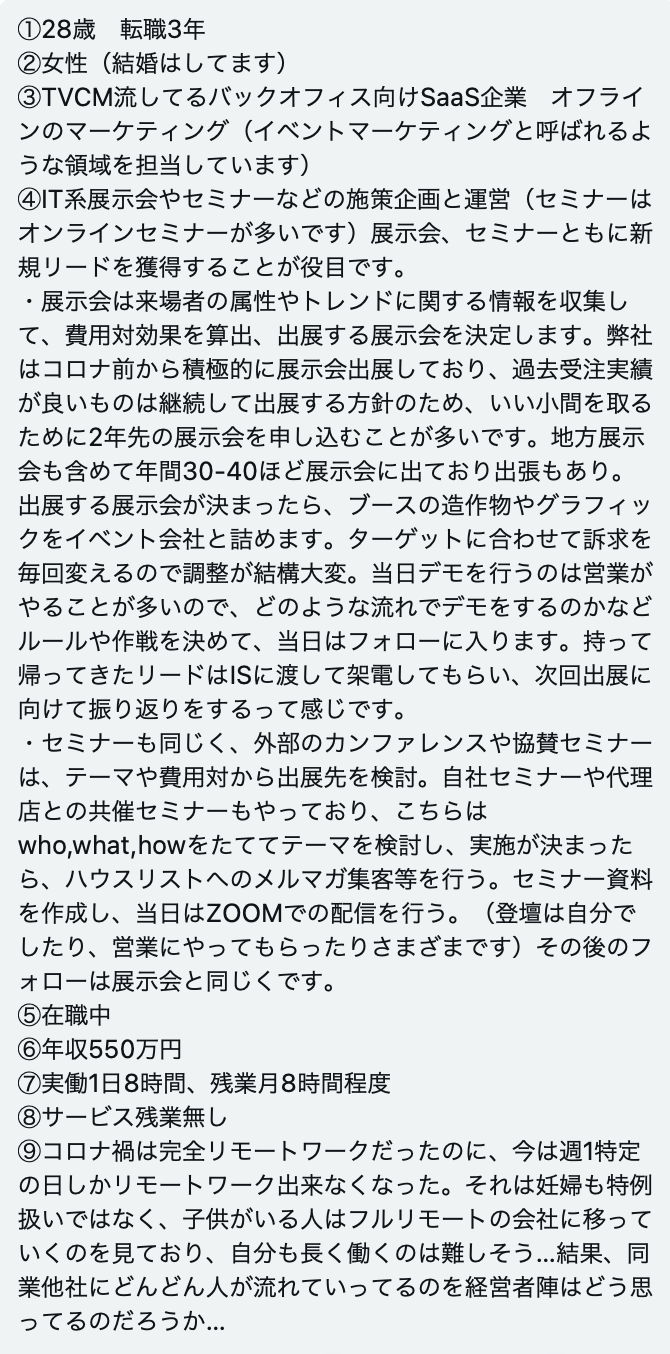 ①28歳　転職3年
②女性（結婚はしてます）
③TVCM流してるバックオフィス向けSaaS企業　オフライ
ンのマーケティング（イベントマーケティングと呼ばれるよ
うな領域を担当しています）
④IT系展示会やセミナーなどの施策企画と運営（セミナーは
オンラインセミナーが多いです）展示会、セミナーともに新
規リードを獲得することが役目です。
・展示会は来場者の属性やトレンドに関する情報を収集し
て、費用対効果を算出、出展する展示会を決定します。弊社
はコロナ前から積極的に展示会出展しており、過去受注実績
が良いものは継続して出展する方針のため、いい小間を取る
ために2年先の展示会を申し込むことが多いです。地方展示
会も含めて年間30-40ほど展示会に出ており出張もあり。
出展する展示会が決まったら、ブースの造作物やグラフィッ
クをイベント会社と詰めます。ターゲットに合わせて訴求を
毎回変えるので調整が結構大変。当日デモを行うのは営業が
やることが多いので、どのような流れでデモをするのかなど
ルールや作戦を決めて、当日はフォローに入ります。持って
帰ってきたリードはISに渡して架電してもらい、次回出展に
向けて振り返りをするって感じです。
・セミナーも同じく、外部のカンファレンスや協賛セミナー
は、テーマや費用対から出展先を検討。自社セミナーや代理
店との共催セミナーもやっており、こちらは
who,what,howをたててテーマを検討し、実施が決まった
ら、ハウスリストへのメルマガ集客等を行う。セミナー資料
を作成し、当日はZOOMでの配信を行う。（登壇は自分で
したり、営業にやってもらったりさまざまです）その後のフ
ォローは展示会と同じくです。
⑤在職中
⑥年収550万円
⑦実働1日8時間、残業月8時間程度
⑧サービス残業無し
⑨コロナ禍は完全リモートワークだったのに、今は週1特定
の日しかリモートワーク出来なくなった。それは妊婦も特例
扱いではなく、子供がいる人はフルリモートの会社に移って
いくのを見ており、自分も長く働くのは難しそう…結果、同
業他社にどんどん人が流れていってるのを経営者陣はどう思
ってるのだろうか…